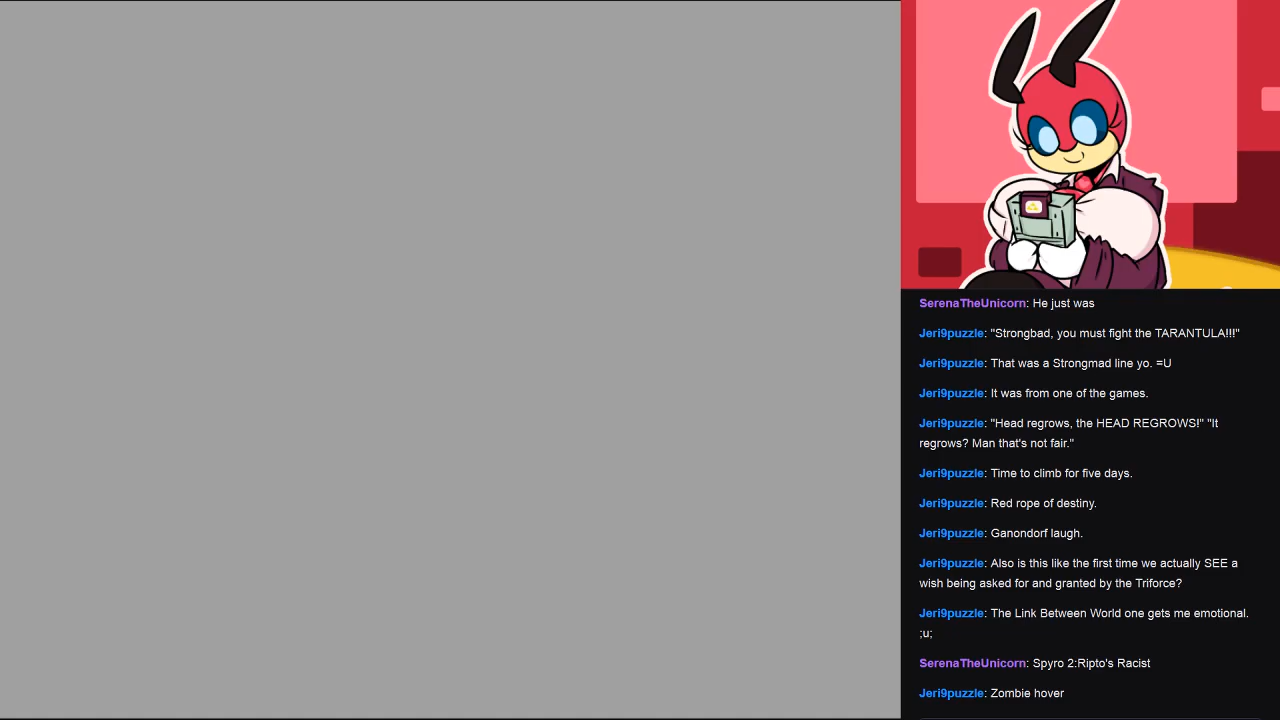 SerenaTheUnicorn: He just was
Jeri9puzzle: "Strongbad, you must fight the TARANTULA!!!"
Jeri9puzzle: That was a Strongmad line yo. =U
Jeri9puzzle: It was from one of the games.
Jeri9puzzle: "Head regrows, the HEAD REGROWS!" "It
regrows? Man that's not fair."
Jeri9puzzle: Time to climb for five days.
Jeri9puzzle: Red rope of destiny.
Jeri9puzzle: Ganondorf laugh.
Jeri9puzzle: Also is this like the first time we actually SEE a
wish being asked for and granted by the Triforce?
Jeri9puzzle: The Link Between World one gets me emotional.
;u;
SerenaTheUnicorn: Spyro 2:Ripto's Racist
Jeri9puzzle: Zombie hover